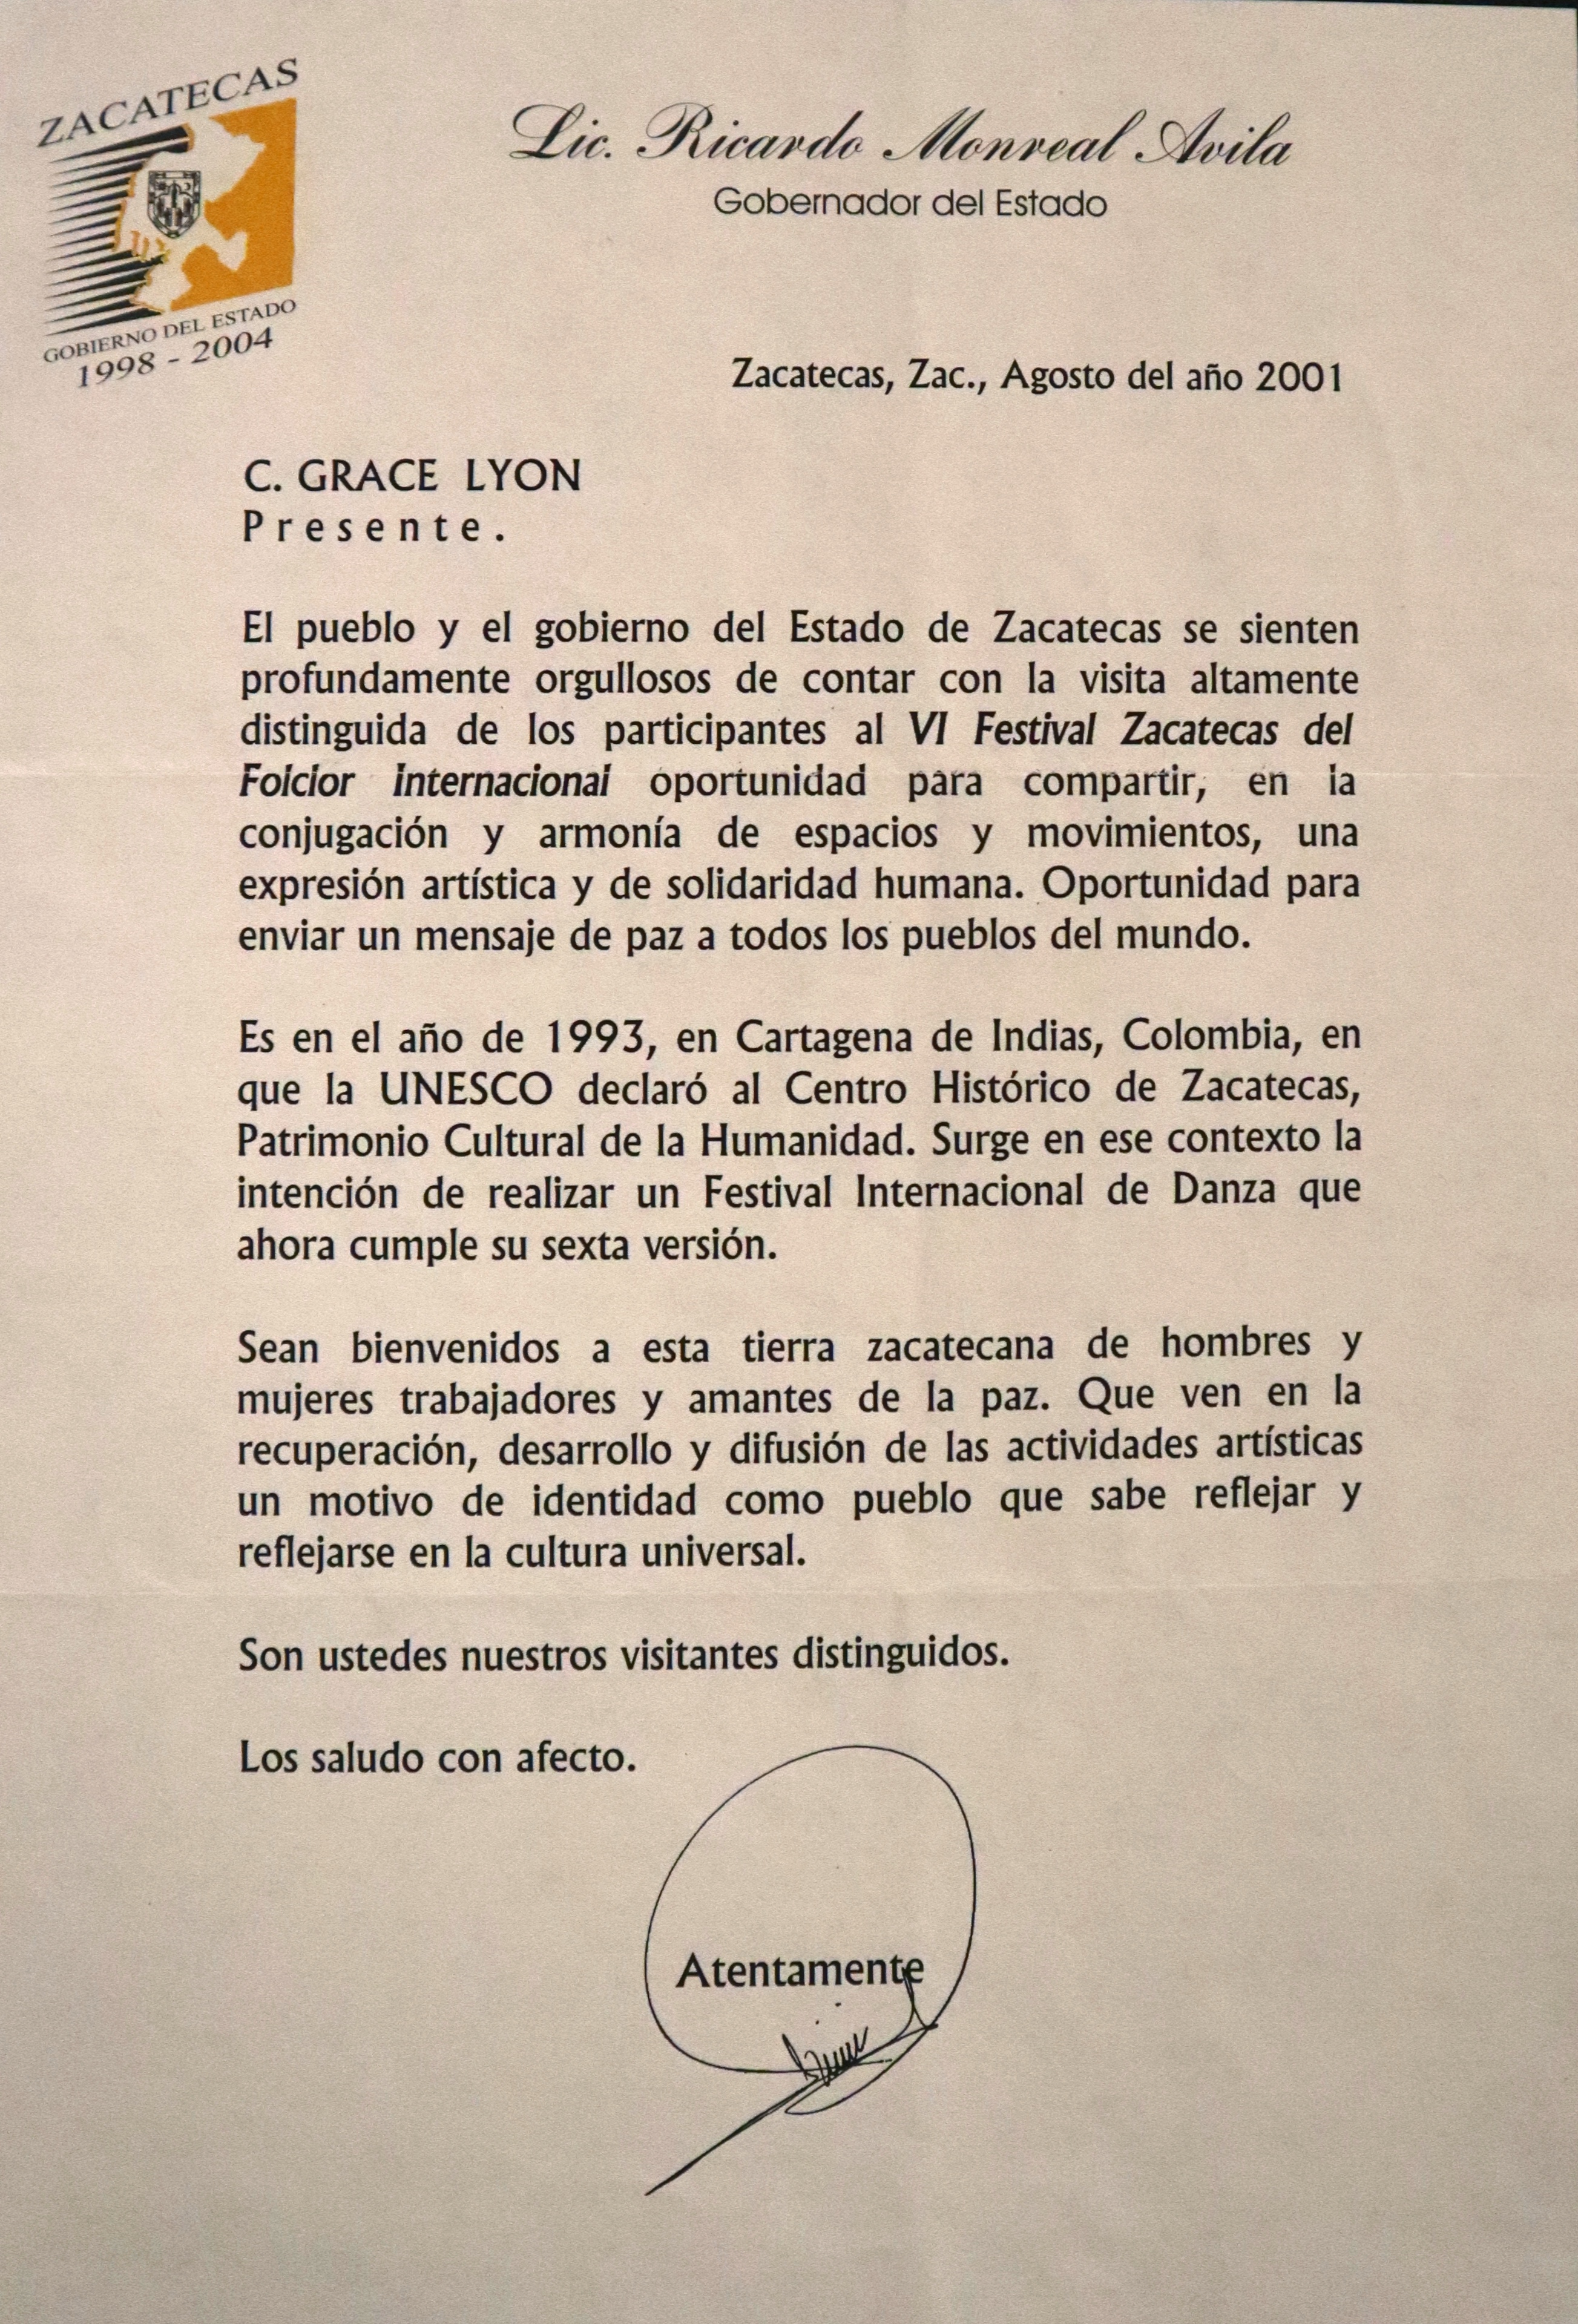 ZACATECAS
GOBIERNO DEL ESTADO
1998 - 2004
Lic. Ricardo Monreal Avila
Gobernador del Estado
Zacatecas, Zac., Agosto del año 2001
C. GRACE LYON
Presente.
El pueblo y el gobierno del Estado de Zacatecas se sienten
profundamente orgullosos de contar con la visita altamente
distinguida de los participantes al VI Festival Zacatecas del
Folclor internacional oportunidad para compartir, en la
conjugación y armonía de espacios y movimientos, una
expresión artística y de solidaridad humana. Oportunidad para
enviar un mensaje de paz a todos los pueblos del mundo.
Es en el año de 1993, en Cartagena de Indias, Colombia, en
que la UNESCO declaró al Centro Histórico de Zacatecas,
Patrimonio Cultural de la Humanidad. Surge en ese contexto la
intención de realizar un Festival Internacional de Danza que
ahora cumple su sexta versión.
Sean bienvenidos a esta tierra zacatecana de hombres y
mujeres trabajadores y amantes de la paz. Que ven en la
recuperación, desarrollo y difusión de las actividades artísticas
un motivo de identidad como pueblo que sabe reflejar y
reflejarse en la cultura universal.
Son ustedes nuestros visitantes distinguidos.
Los saludo con afecto.
Atentamente